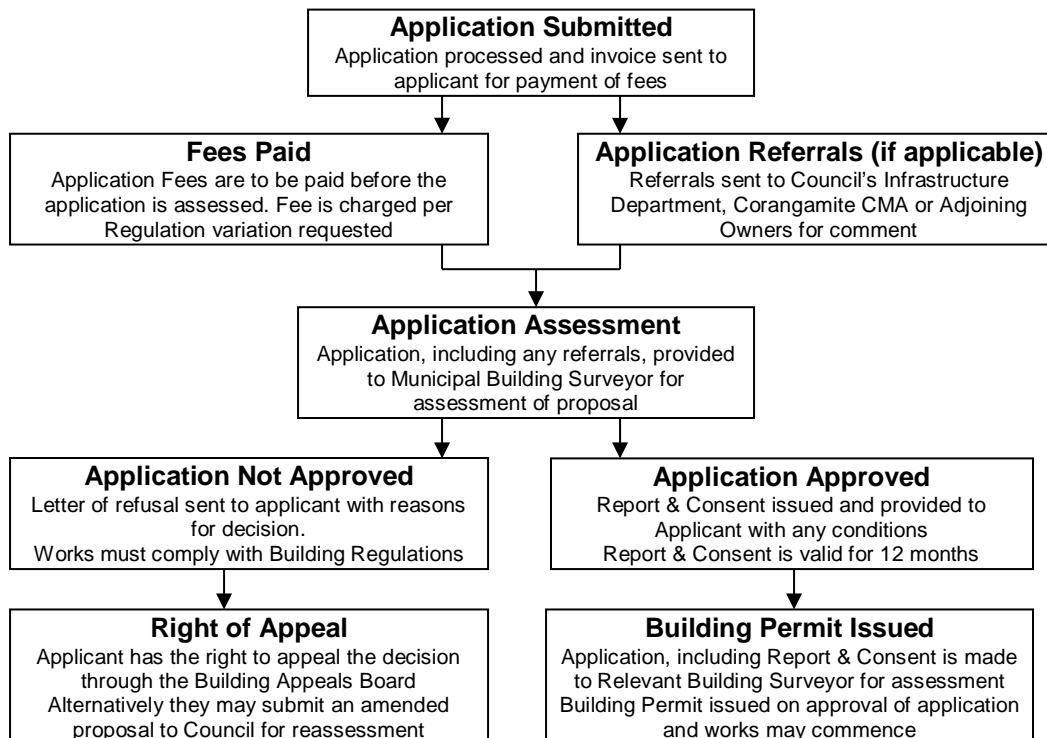 Application Submitted
Application processed and invoice sent to
applicant for payment of fees
Fees Paid
Application Fees are to be paid before the
application is assessed. Fee is charged per
Regulation variation requested
Application Referrals (if applicable)
Referrals sent to Council's Infrastructure
Department, Corangamite CMA or Adjoining
Owners for comment
Application Assessment
Application, including any referrals, provided
to Municipal Building Surveyor for
assessment of proposal
Application Not Approved
Letter of refusal sent to applicant with reasons
for decision.
Works must comply with Building Regulations
Application Approved
Report & Consent issued and provided to
Applicant with any conditions
Report & Consent is valid for 12 months
Right of Appeal
Applicant has the right to appeal the decision
through the Building Appeals Board
Alternatively they may submit an amended
proposal to Council for reassessment
Building Permit Issued
Application, including Report & Consent is made
to Relevant Building Surveyor for assessment
Building Permit issued on approval of application
and works may commence